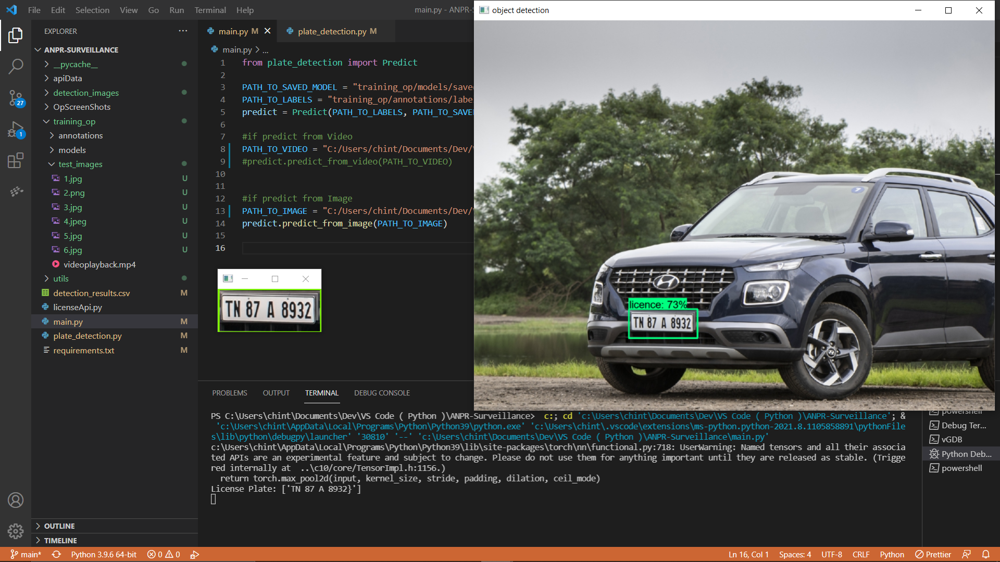 File Edit Selection View Go Run Terminal Help
main.py - ANPR-S
object detection
EXPLORER
ANPR-SURVEILLANCE
__pycache__
apiData
detection_images
OpScreenShots
training_op
annotations
models
test_images
1.jpg U
2.png U
3.jpg U
4.jpeg U
5.jpg U
6.jpg U
videoplayback.mp4
utils
detection_results.csv M
licenseApi.py
main.py M
plate_detection.py M
requirements.txt M
OUTLINE
TIMELINE
27
1
main.py M
plate_detection.py M
main.py > ...
1 from plate_detection import Predict
2
3 PATH_TO_SAVED_MODEL = "training_op/models/save
4 PATH_TO_LABELS = "training_op/annotations/labe
5 predict = Predict(PATH_TO_LABELS, PATH_TO_SAVE
6
7 #if predict from Video
8 PATH_TO_VIDEO = "C:/Users/chint/Documents/Dev/
9 #predict.predict_from_video(PATH_TO_VIDEO)
10
11
12 #if predict from Image
13 PATH_TO_IMAGE = "C:/Users/chint/Documents/Dev/
14 predict.predict_from_image(PATH_TO_IMAGE)
15
16
TN 87 A 8932
licence: 73%
TN 87 A 8932
PROBLEMS OUTPUT TERMINAL DEBUG CONSOLE
PS C:\Users\chint\Documents\Dev\VS Code ( Python )\ANPR-Surveillance> c:; cd 'c:\Users\chint\Documents\Dev\VS Code ( Python )\ANPR-Surveillance'; &
'c:\Users\chint\AppData\Local\Programs\Python\Python39\python.exe' 'c:\Users\chint\.vscode\extensions\ms-python.python-2021.8.1105858891\pythonFile
s\lib\python\debugpy\launcher' '30810' '--' 'c:\Users\chint\Documents\Dev\VS Code ( Python )\ANPR-Surveillance\main.py'
c:\Users\chint\AppData\Local\Programs\Python\Python39\lib\site-packages\torch\nn\functional.py:718: UserWarning: Named tensors and all their associa
ted APIs are an experimental feature and subject to change. Please do not use them for anything important until they are released as stable. (Trigge
red internally at ..\c10/core/TensorImpl.h:1156.)
return torch.max_pool2d(input, kernel_size, stride, padding, dilation, ceil_mode)
License Plate: ['TN 87 A 8932}']
powershell
Debug Ter...
vGDB
Python Deb...
powershell
main* Python 3.9.6 64-bit 0 0
Ln 16, Col 1 Spaces: 4 UTF-8 CRLF Python Prettier